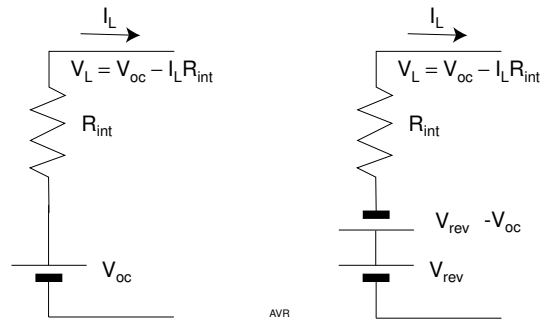 I_L
V_L = V_oc – I_L R_int
R_int
V_oc
I_L
V_L = V_oc – I_L R_int
R_int
V_rev -V_oc
V_rev
AVR